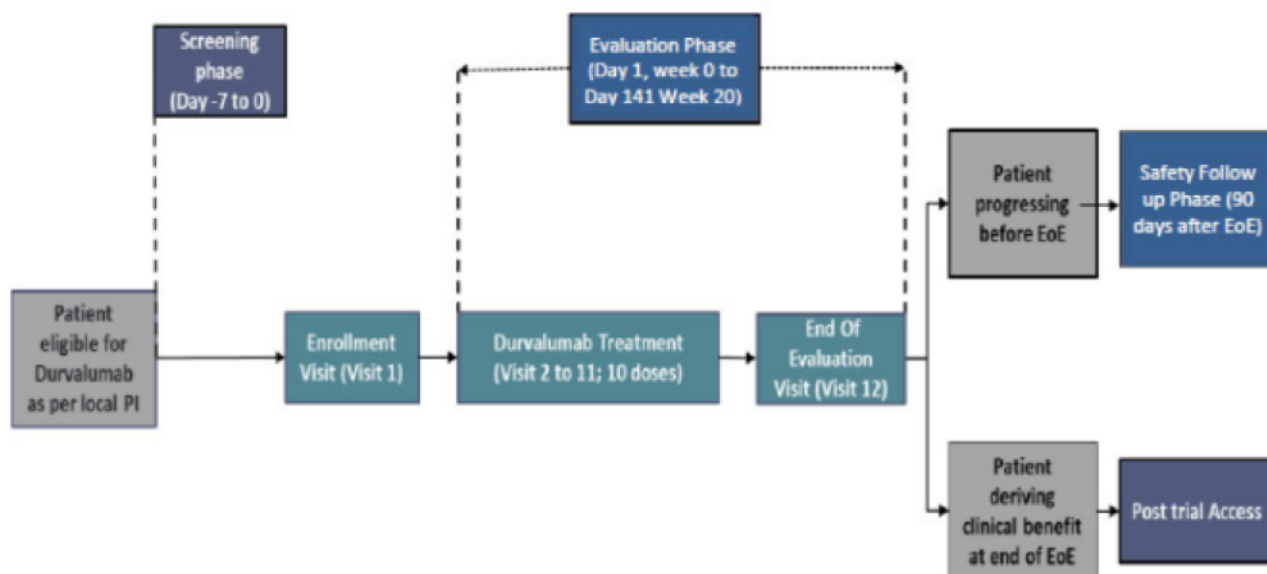 Screening
phase
(Day -7 to 0)
Evaluation Phase
(Day 1, week 0 to
Day 141 Week 20)
Patient
eligible for
Durvalumab
as per local PI
Enrollment
Visit (Visit 1)
Durvalumab Treatment
(Visit 2 to 11; 10 doses)
End Of
Evaluation
Visit (Visit 12)
Patient
progressing
before EoE
Safety Follow
up Phase (90
days after EoE)
Patient
deriving
clinical benefit
at end of EoE
Post trial Access